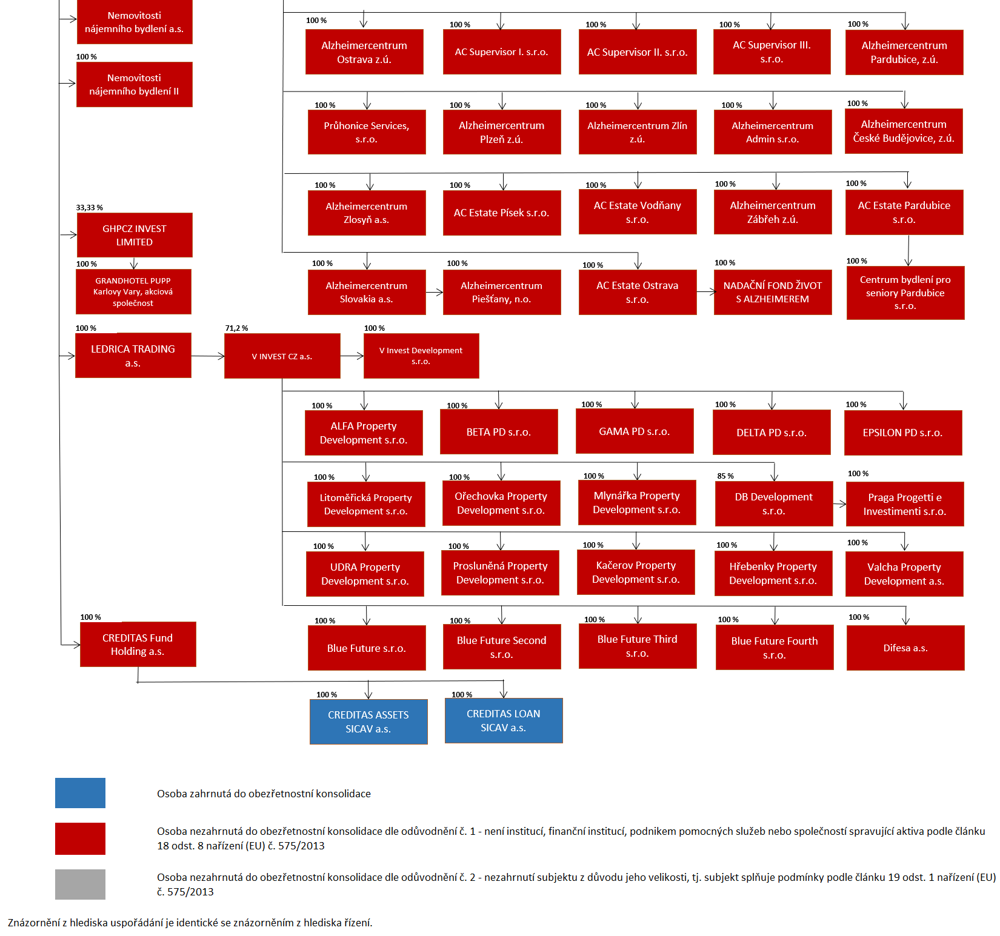 Nemovitosti
nájemního bydlení a.s.
100 %
Nemovitosti
nájemního bydlení II
100 %
Alzheimercentrum
Ostrava z.ú.
100 %
AC Supervisor I. s.r.o.
100 %
AC Supervisor II. s.r.o.
100 %
AC Supervisor III.
s.r.o.
100 %
Alzheimercentrum
Pardubice, z.ú.
100 %
Průhonice Services,
s.r.o.
100 %
Alzheimercentrum
Plzeň z.ú.
100 %
Alzheimercentrum Zlín
z.ú.
100 %
Alzheimercentrum
Admin s.r.o.
100 %
Alzheimercentrum
České Budějovice, z.ú.
100 %
Alzheimercentrum
Zlosyň a.s.
100 %
AC Estate Písek s.r.o.
100 %
AC Estate Vodňany
s.r.o.
100 %
Alzheimercentrum
Zábřeh z.ú.
100 %
AC Estate Pardubice
s.r.o.
33,33 %
GHPCZ INVEST
LIMITED
100 %
GRANDHOTEL PUPP
Karlovy Vary, akciová
společnost
100 %
Alzheimercentrum
Slovakia a.s.
100 %
Alzheimercentrum
Piešťany, n.o.
100 %
AC Estate Ostrava
s.r.o.
100 %
NADAČNÍ FOND ŽIVOT
S ALZHEIMEREM
100 %
Centrum bydlení pro
seniory Pardubice
s.r.o.
100 %
LEDRICA TRADING
a.s.
71,2 %
V INVEST CZ a.s.
100 %
V Invest Development
s.r.o.
100 %
ALFA Property
Development s.r.o.
100 %
BETA PD s.r.o.
100 %
GAMA PD s.r.o.
100 %
DELTA PD s.r.o.
100 %
EPSILON PD s.r.o.
100 %
Litoměřická Property
Development s.r.o.
100 %
Ořechovka Property
Development s.r.o.
100 %
Mlynářka Property
Development s.r.o.
85 %
DB Development
s.r.o.
100 %
Praga Progetti e
Investimenti s.r.o.
100 %
UDRA Property
Development s.r.o.
100 %
Prosluněná Property
Development s.r.o.
100 %
Kačerov Property
Development s.r.o.
100 %
Hřebenky Property
Development s.r.o.
100 %
Valcha Property
Development a.s.
100 %
CREDITAS Fund
Holding a.s.
100 %
Blue Future s.r.o.
100 %
Blue Future Second
s.r.o.
100 %
Blue Future Third
s.r.o.
100 %
Blue Future Fourth
s.r.o.
100 %
Difesa a.s.
100 %
CREDITAS ASSETS
SICAV a.s.
100 %
CREDITAS LOAN
SICAV a.s.
Osoba zahrnutá do obezřetnostní konsolidace
Osoba nezahrnutá do obezřetnostní konsolidace dle odůvodnění č. 1 - není institucí, finanční institucí, podnikem pomocných služeb nebo společností spravující aktiva podle článku
18 odst. 8 nařízení (EU) č. 575/2013
Osoba nezahrnutá do obezřetnostní konsolidace dle odůvodnění č. 2 - nezahrnutí subjektu z důvodu jeho velikosti, tj. subjekt splňuje podmínky podle článku 19 odst. 1 nařízení (EU)
č. 575/2013
Znázornění z hlediska uspořádání je identické se znázorněním z hlediska řízení.